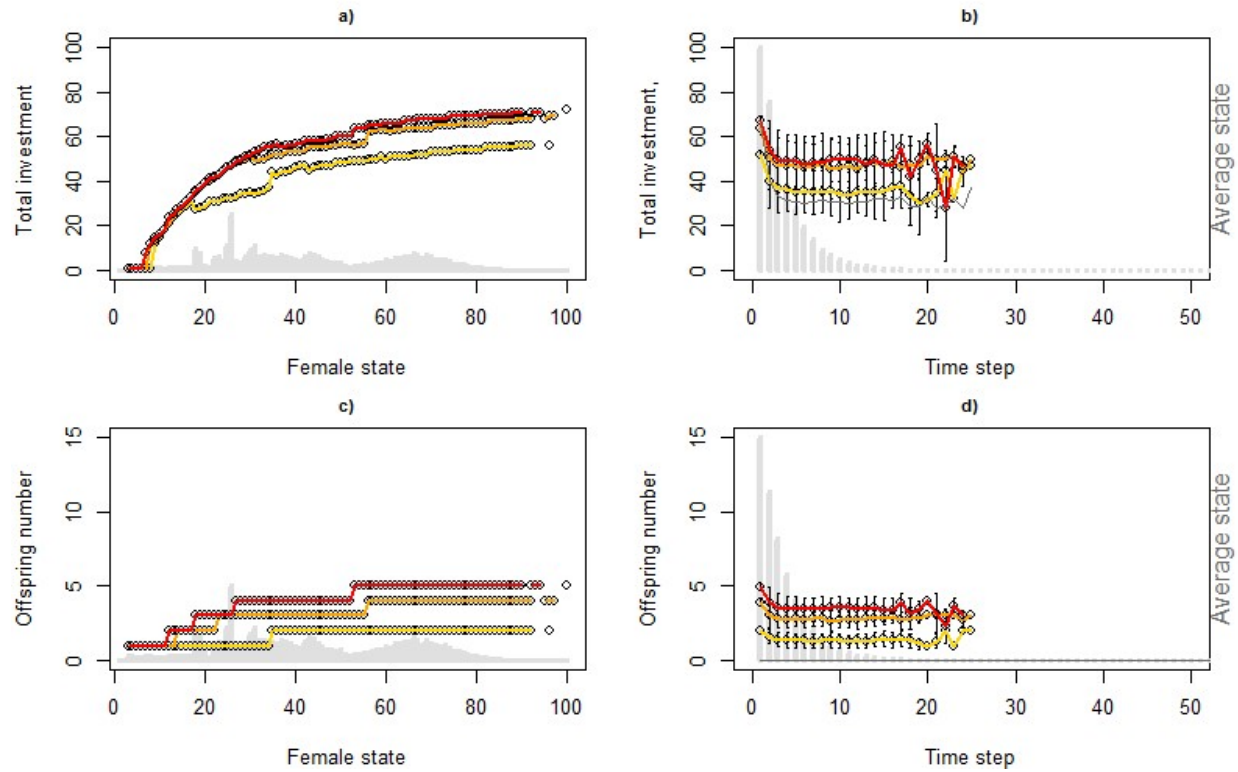 a)
Total investment
100
80
60
40
20
0
0 20 40 60 80 100
Female state
b)
Total investment,
100
80
60
40
20
0
0 10 20 30 40 50
Time step
Average state
c)
Offspring number
15
10
5
0
0 20 40 60 80 100
Female state
d)
Offspring number
15
10
5
0
0 10 20 30 40 50
Time step
Average state